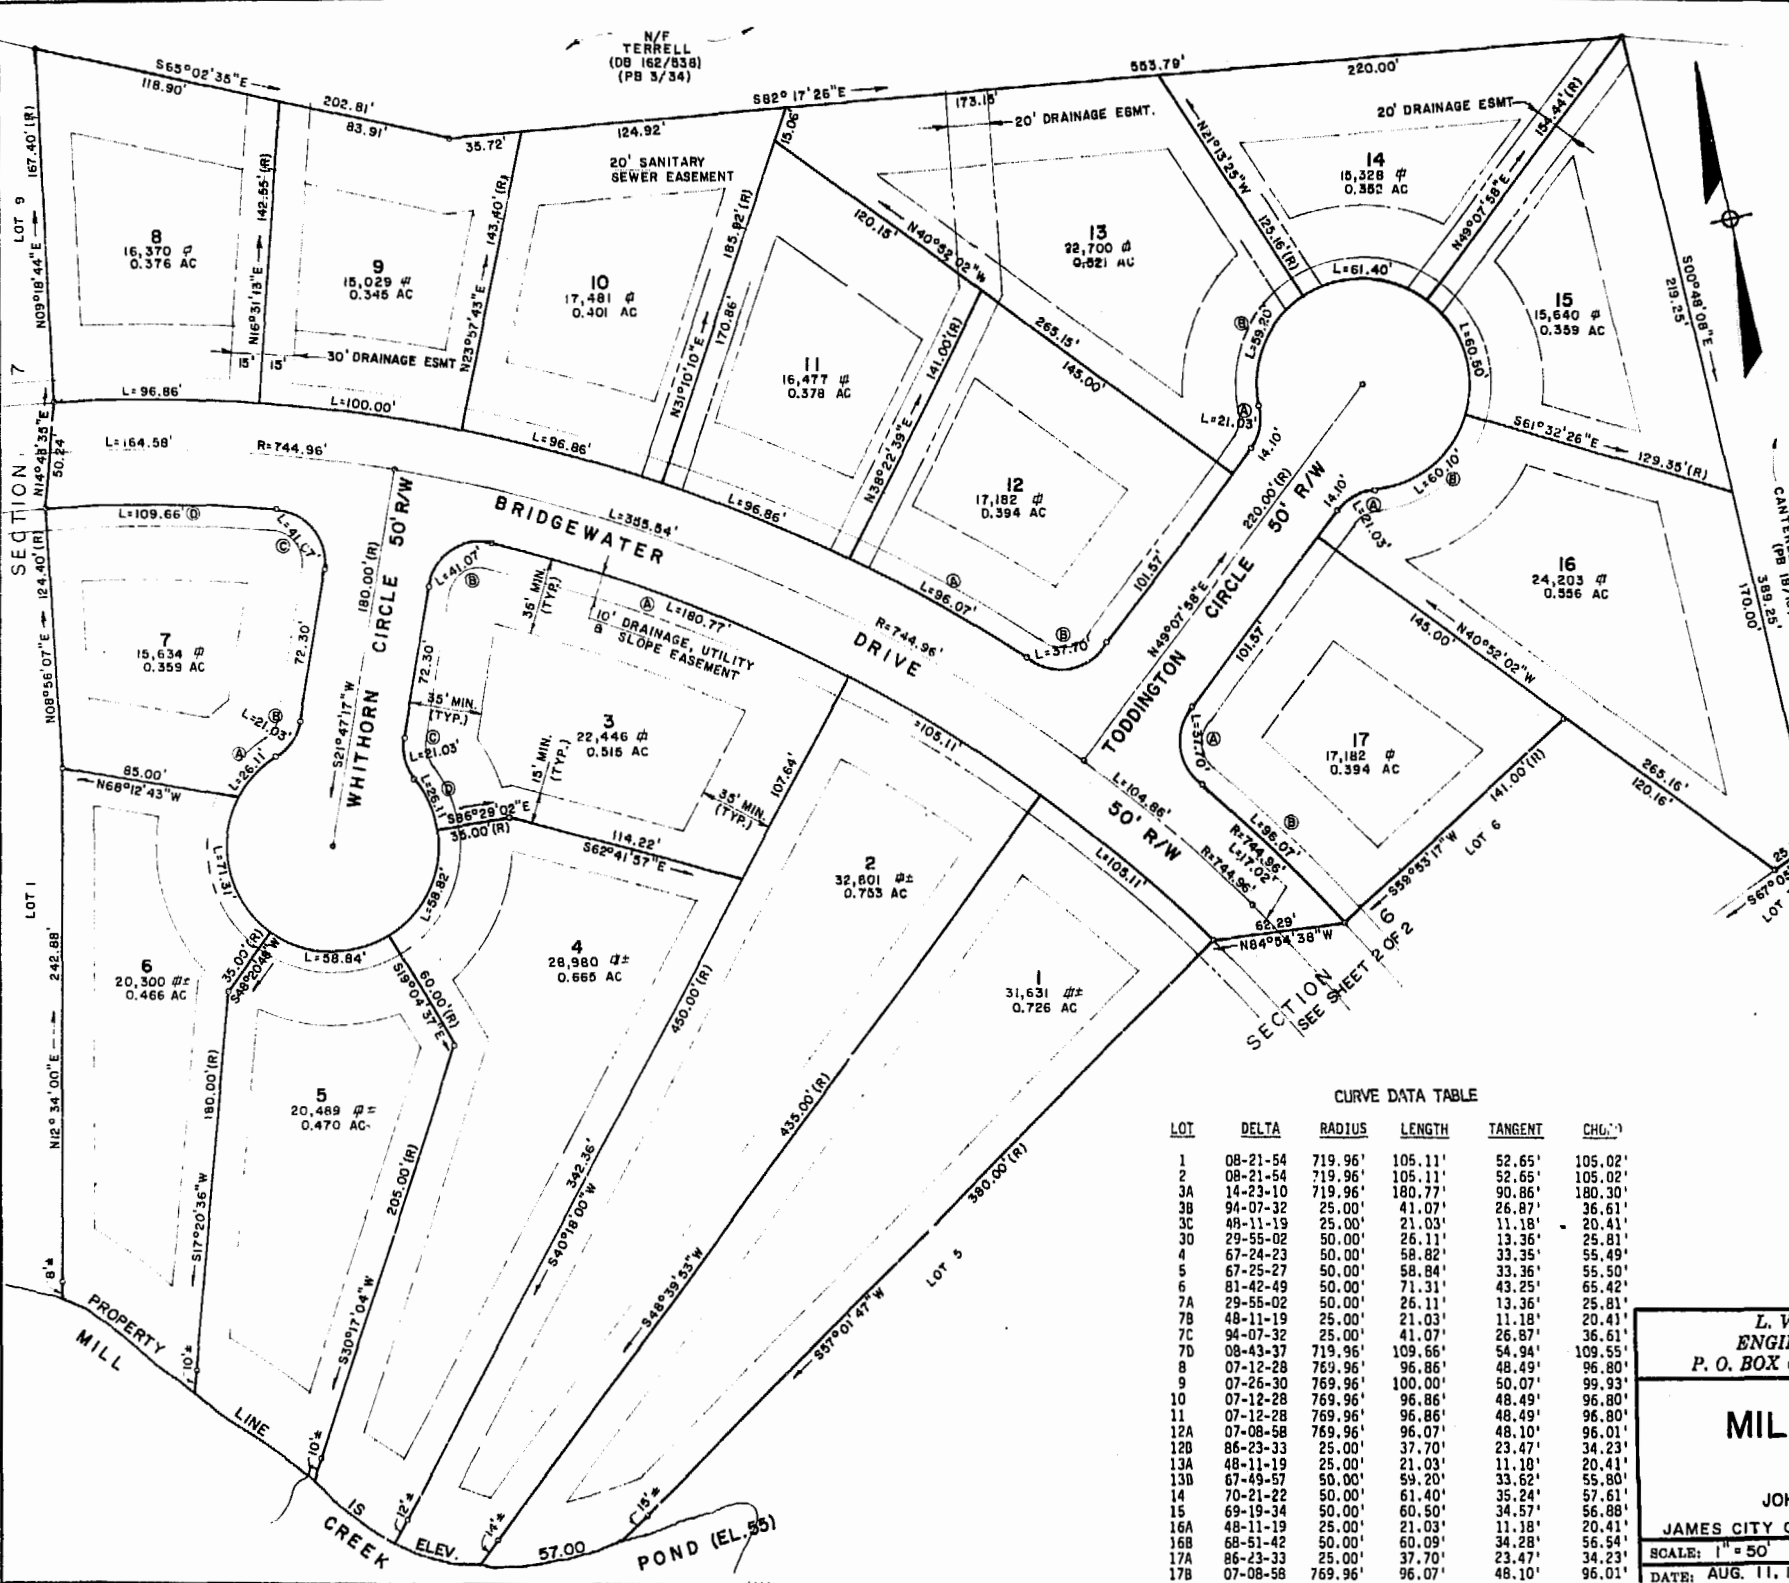 N/F
TERRELL
(DB 162/538)
(PB 3/34)
S65°02'35"E
118.90'
202.81'
83.91'
35.72'
S82°17'26"E
124.92'
173.15'
553.79'
220.00'
15.06'
20' DRAINAGE ESMT.
20' DRAINAGE ESMT
154.44'(R)
N49°07'58"E
N21°13'25"W
125.16'(R)
20' SANITARY
SEWER EASEMENT
LOT 9
167.40'(R)
N09°18'44"E
8
16,370
0.376 AC
142.55'(R)
N16°31'13"E
9
15,029
0.345 AC
15'
15'
30' DRAINAGE ESMT
143.40'(R)
N23°57'43"E
10
17,481
0.401 AC
185.92'(R)
170.86'
N31°10'10"E
11
16,477
0.378 AC
120.15'
N40°52'02"W
265.15'
145.00'
141.00'(R)
N38°22'39"E
12
17,182
0.394 AC
13
22,700
0.521 AC
14
15,328
0.352 AC
15
15,640
0.359 AC
L=61.40'
L=59.20'
B
L=60.50'
A
L=21.03'
14.10'
S00°48'08"E
219.25'
S61°32'26"E
129.35'(R)
L=60.10'
B
A
L=21.03'
14.10'
389.25'
170.00'
16
24,203
0.556 AC
145.00'
N40°52'02"W
265.16'
120.16'
SECTION 7
N14°43'35"E
50.24'
L=96.86'
L=100.00'
L=96.86'
L=96.86'
L=96.07'
A
L=37.70'
B
101.57'
L=164.58'
R=744.96'
L=355.54'
R=744.96'
BRIDGEWATER
DRIVE
220.00'(R)
50' R/W
N49°07'58"E
TODDINGTON
CIRCLE
101.57'
L=37.70'
A
17
17,182
0.394 AC
141.00'(R)
S59°53'17"W
LOT 6
L=96.07'
B
L=104.86'
50' R/W
R=744.96'
L=17.02'
R=744.96'
62.29'
N84°54'38"W
SECTION 6
SEE SHEET 2 OF 2
L=109.66'
D
L=41.07'
C
N08°56'07"E
124.40'(R)
7
15,634
0.359 AC
72.30'
L=21.03'
B
A
L=26.11'
85.00'
N68°12'43"W
180.00'(R)
S21°47'17"W
WHITHORN CIRCLE 50' R/W
L=41.07'
B
72.30'
35' MIN.
(TYP.)
35' MIN.
(TYP.)
A
L=180.77'
10' DRAINAGE, UTILITY
& SLOPE EASEMENT
3
22,446
0.515 AC
15' MIN.
(TYP.)
35' MIN.
(TYP.)
C
L=21.03'
L=26.11'
D
S86°29'02"E
35.00'(R)
114.22'
S62°41'57"E
107.64'
=105.11'
L=105.11'
2
32,801
0.753 AC
1
31,631
0.726 AC
4
28,980
0.665 AC
L=71.31'
L=58.82'
L=58.84'
35.00'(R)
S48°20'48"W
60.00'(R)
S19°04'37"E
LOT 1
242.88'
N12°34'00"E
6
20,300
0.466 AC
5
20,489
0.470 AC
180.00'(R)
S17°20'36"W
205.00'(R)
S30°17'04"W
450.00'(R)
342.36'
S40°18'00"W
435.00'(R)
S48°39'53"W
380.00'(R)
S57°01'47"W
LOT 5
8'±
10'±
10'±
12'±
14'±
15'±
PROPERTY
LINE
IS
ELEV.
57.00
MILL
CREEK
POND (EL.55)
CURVE DATA TABLE
LOT DELTA RADIUS LENGTH TANGENT
1 08-21-54 719.96' 105.11' 52.65' 105.02'
2 08-21-54 719.96' 105.11' 52.65' 105.02'
3A 14-23-10 719.96' 180.77' 90.86' 180.30'
3B 94-07-32 25.00' 41.07' 26.87' 36.61'
3C 48-11-19 25.00' 21.03' 11.18' 20.41'
3D 29-55-02 50.00' 26.11' 13.36' 25.81'
4 67-24-23 50.00' 58.82' 33.35' 55.49'
5 67-25-27 50.00' 58.84' 33.36' 55.50'
6 81-42-49 50.00' 71.31' 43.25' 65.42'
7A 29-55-02 50.00' 26.11' 13.36' 25.81'
7B 48-11-19 25.00' 21.03' 11.18' 20.41'
7C 94-07-32 25.00' 41.07' 26.87' 36.61'
7D 08-43-37 719.96' 109.66' 54.94' 109.55'
8 07-12-28 769.96' 96.86' 48.49' 96.80'
9 07-26-30 769.96' 100.00' 50.07' 99.93'
10 07-12-28 769.96' 96.86' 48.49' 96.80'
11 07-12-28 769.96' 96.86' 48.49' 96.80'
12A 07-08-58 769.96' 96.07' 48.10' 96.01'
12B 86-23-33 25.00' 37.70' 23.47' 34.23'
13A 48-11-19 25.00' 21.03' 11.18' 20.41'
13B 67-49-57 50.00' 59.20' 33.62' 55.80'
14 70-21-22 50.00' 61.40' 35.24' 57.61'
15 69-19-34 50.00' 60.50' 34.57' 56.88'
16A 48-11-19 25.00' 21.03' 11.18' 20.41'
16B 68-51-42 50.00' 60.09' 34.28' 56.54'
17A 86-23-33 25.00' 37.70' 23.47' 34.23'
17B 07-08-58 769.96' 96.07' 48.10' 96.01'
L. 
ENGI
P. O. BOX
MIL
JOH
JAMES CITY C
SCALE: 1"=50'
DATE: AUG. 11,